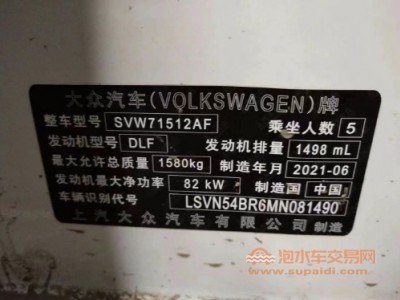 大众汽车(VOLKSWAGEN)牌
整车型号 SVW71512AF 乘坐人数 5
发动机型号 DLF 发动机排量 1498 mL
最大允许总质量 1580kg 制造年月 2021-06
发动机最大净功率 82 kW 制造国 中国
车辆识别代号 LSVN54BR6MN081490
上汽大众汽车有限公司 制造
泡水车交易网
www.supaidi.com